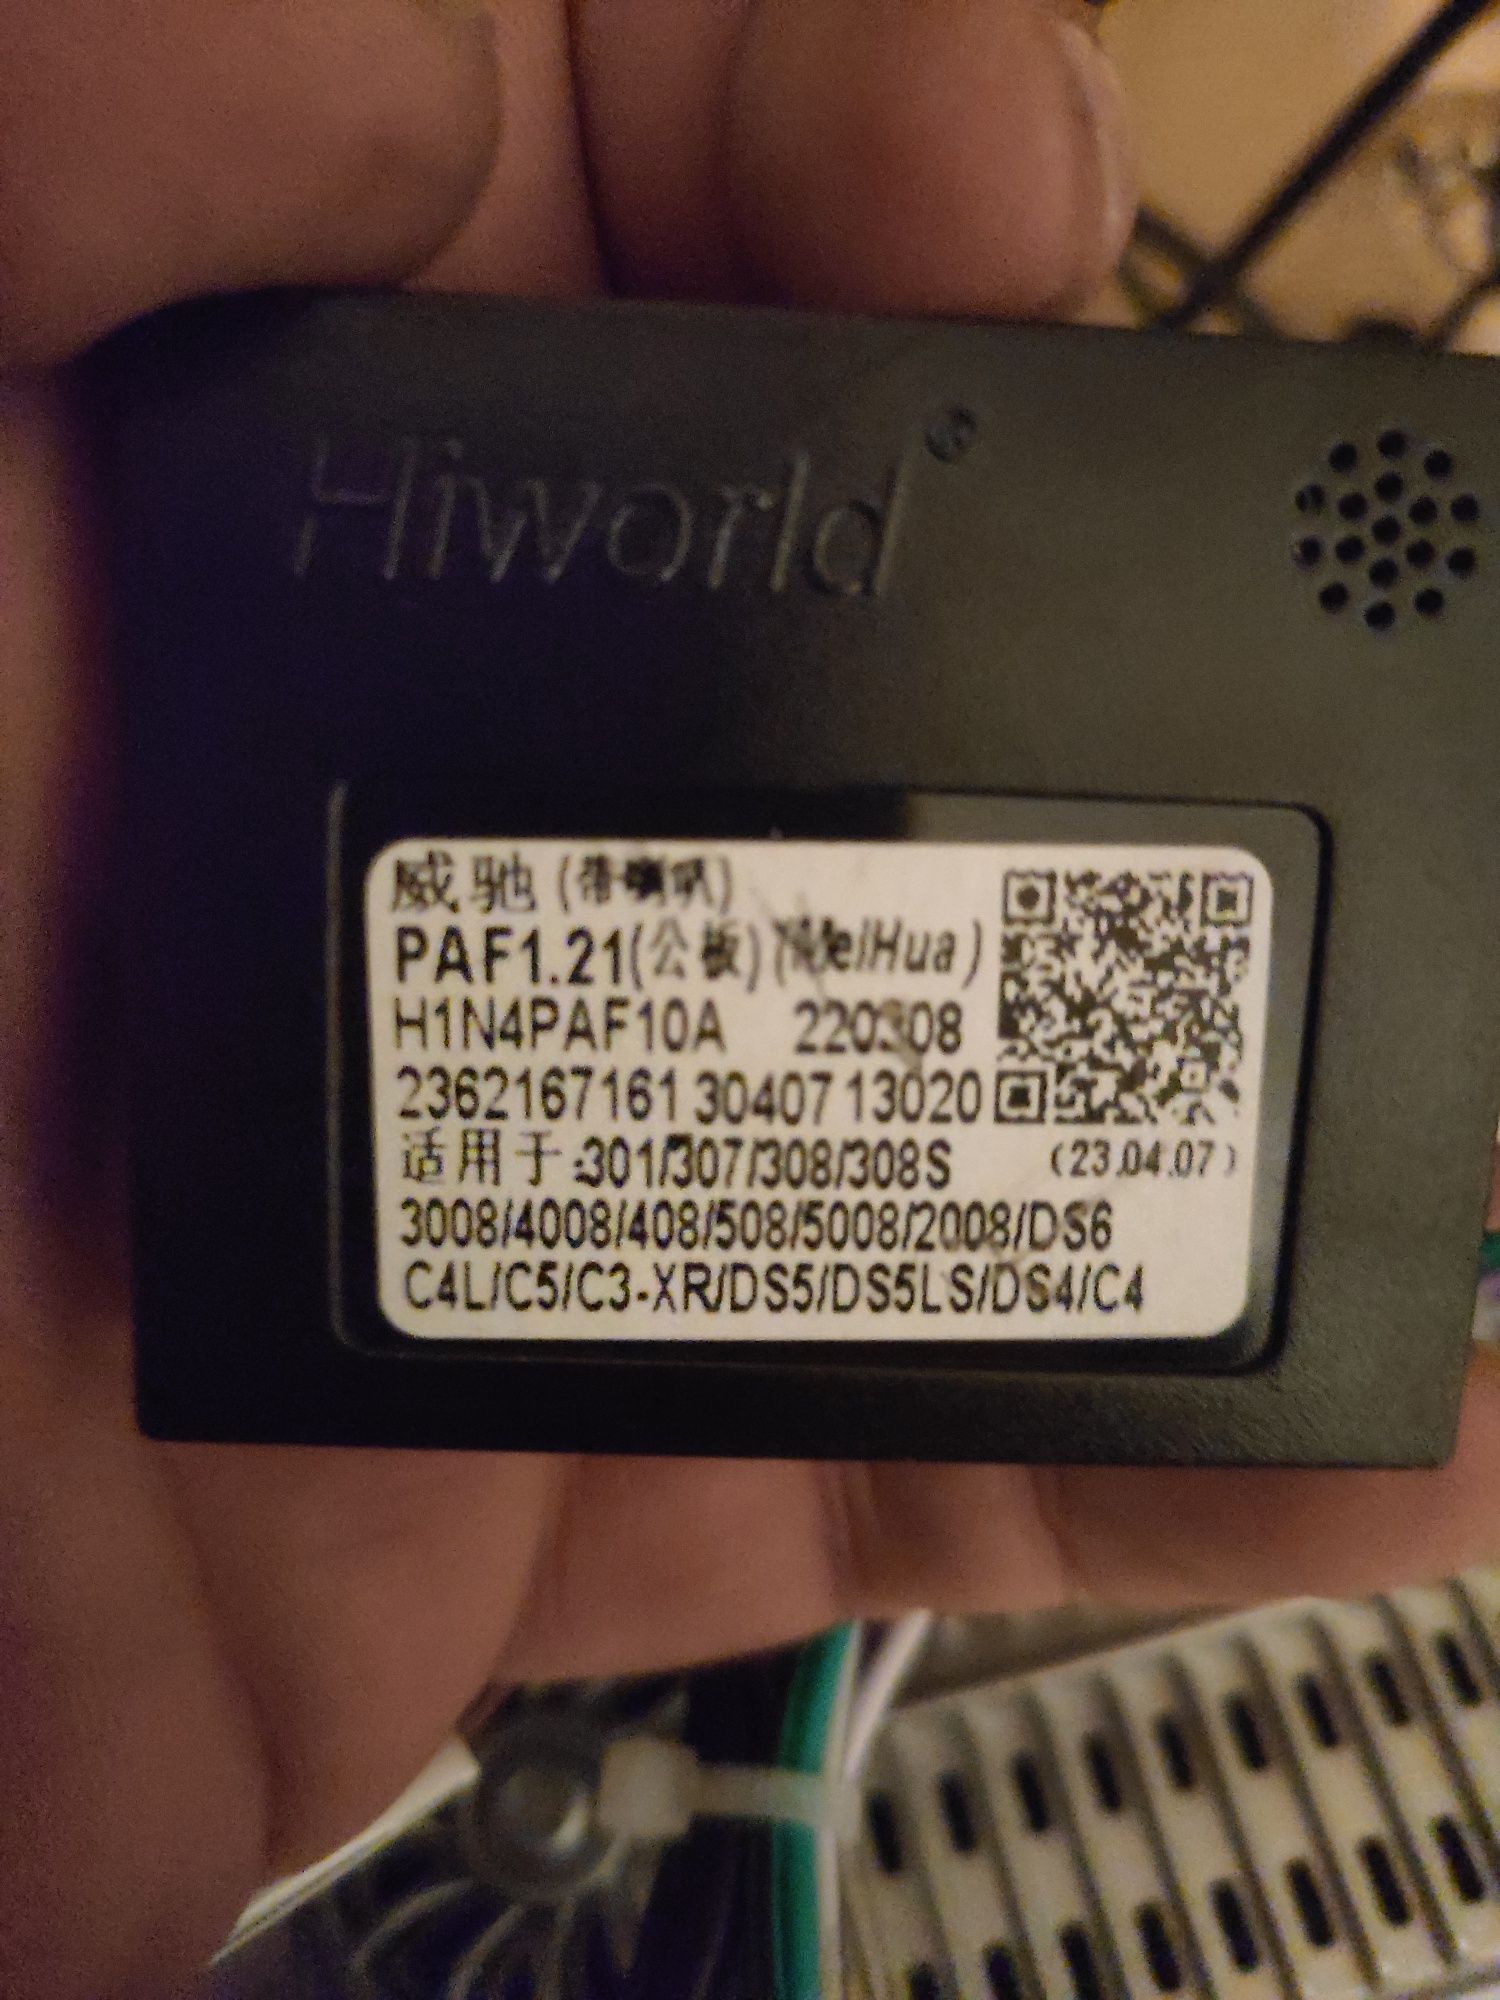 Hiworld®
威驰 (带喇叭)
PAF1.21(公板) (WeiHua)
H1N4PAF10A 220308
2362167161 30407 13020
适用于:301/307/308/308S (23.04.07)
3008/4008/408/508/5008/2008/DS6
C4L/C5/C3-XR/DS5/DS5LS/DS4/C4